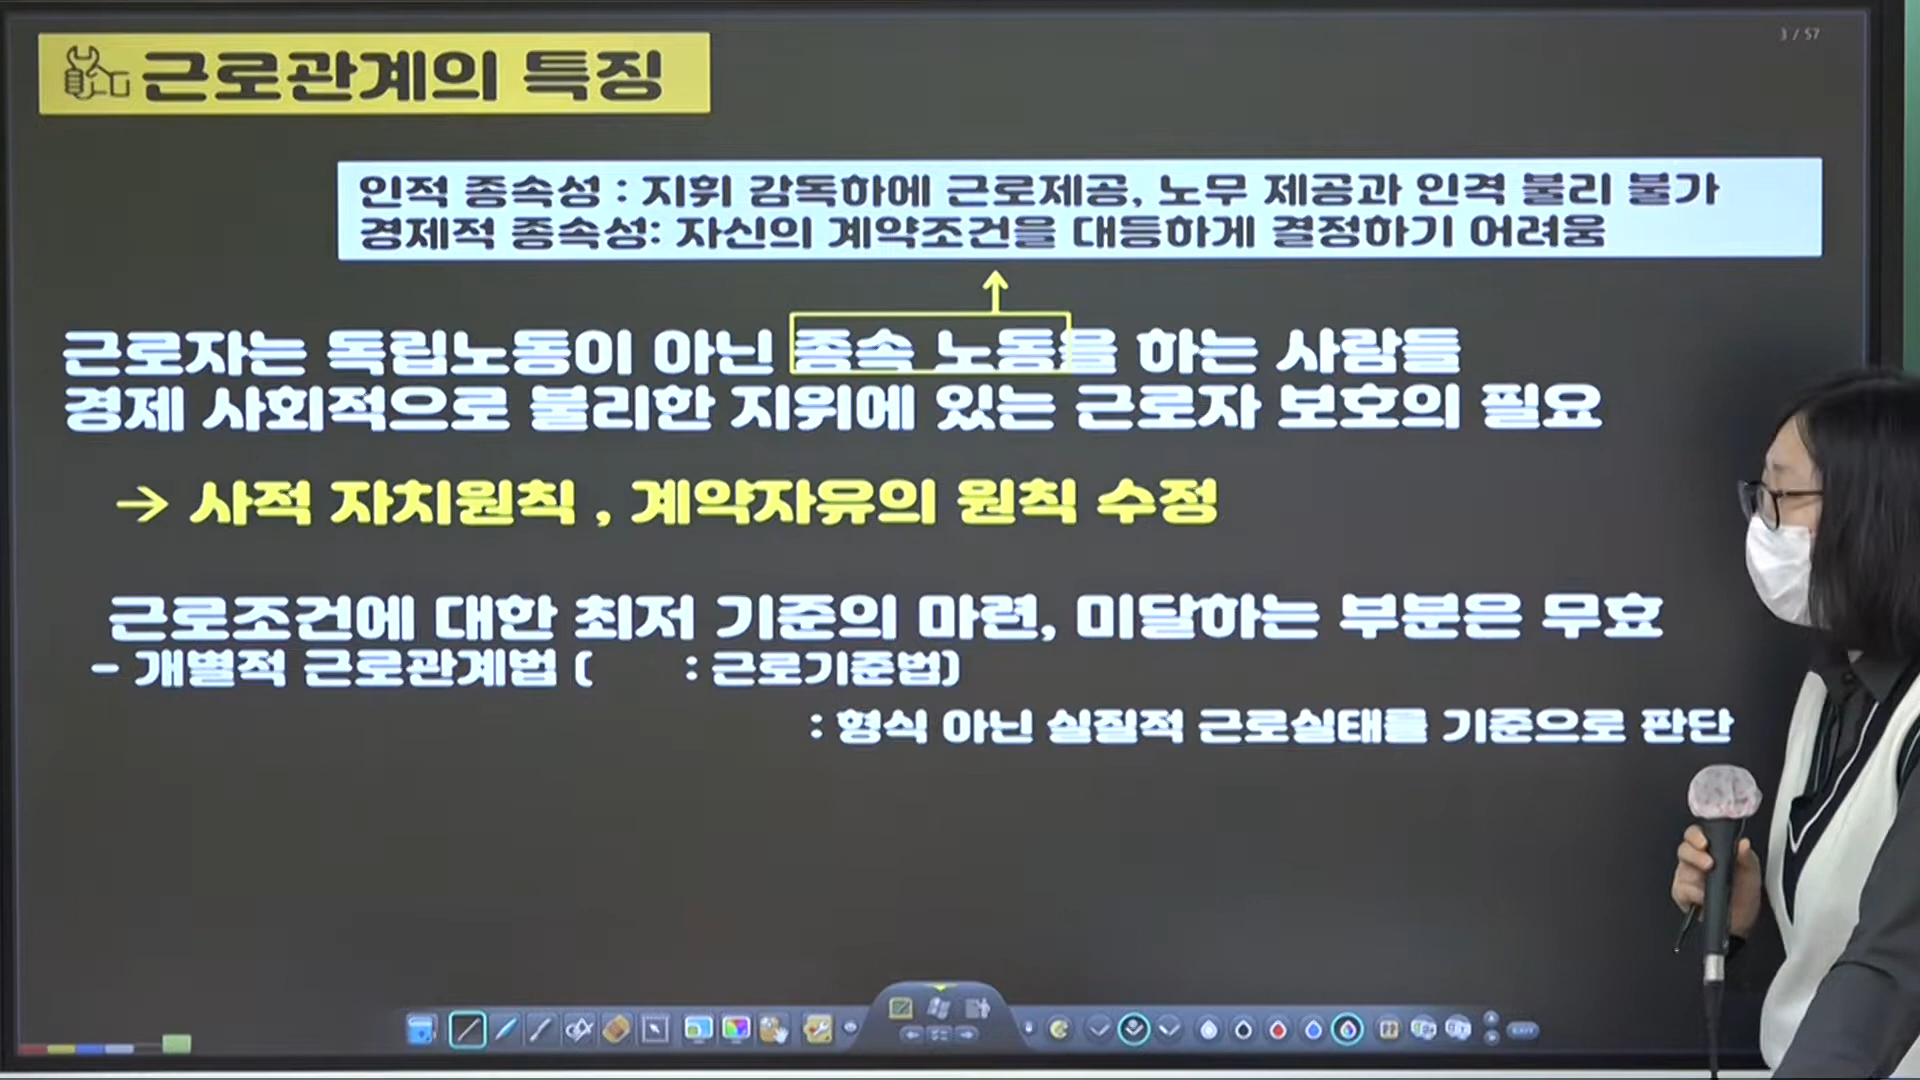 3 / 57
근로관계의 특징
인적 종속성 : 지휘 감독하에 근로제공, 노무 제공과 인격 불리 불가
경제적 종속성: 자신의 계약조건을 대등하게 결정하기 어려움
근로자는 독립노동이 아닌 종속 노동을 하는 사람들
경제 사회적으로 불리한 지위에 있는 근로자 보호의 필요
→ 사적 자치원칙 , 계약자유의 원칙 수정
근로조건에 대한 최저 기준의 마련, 미달하는 부분은 무효
- 개별적 근로관계법 (      : 근로기준법)
: 형식 아닌 실질적 근로실태를 기준으로 판단
EXIT